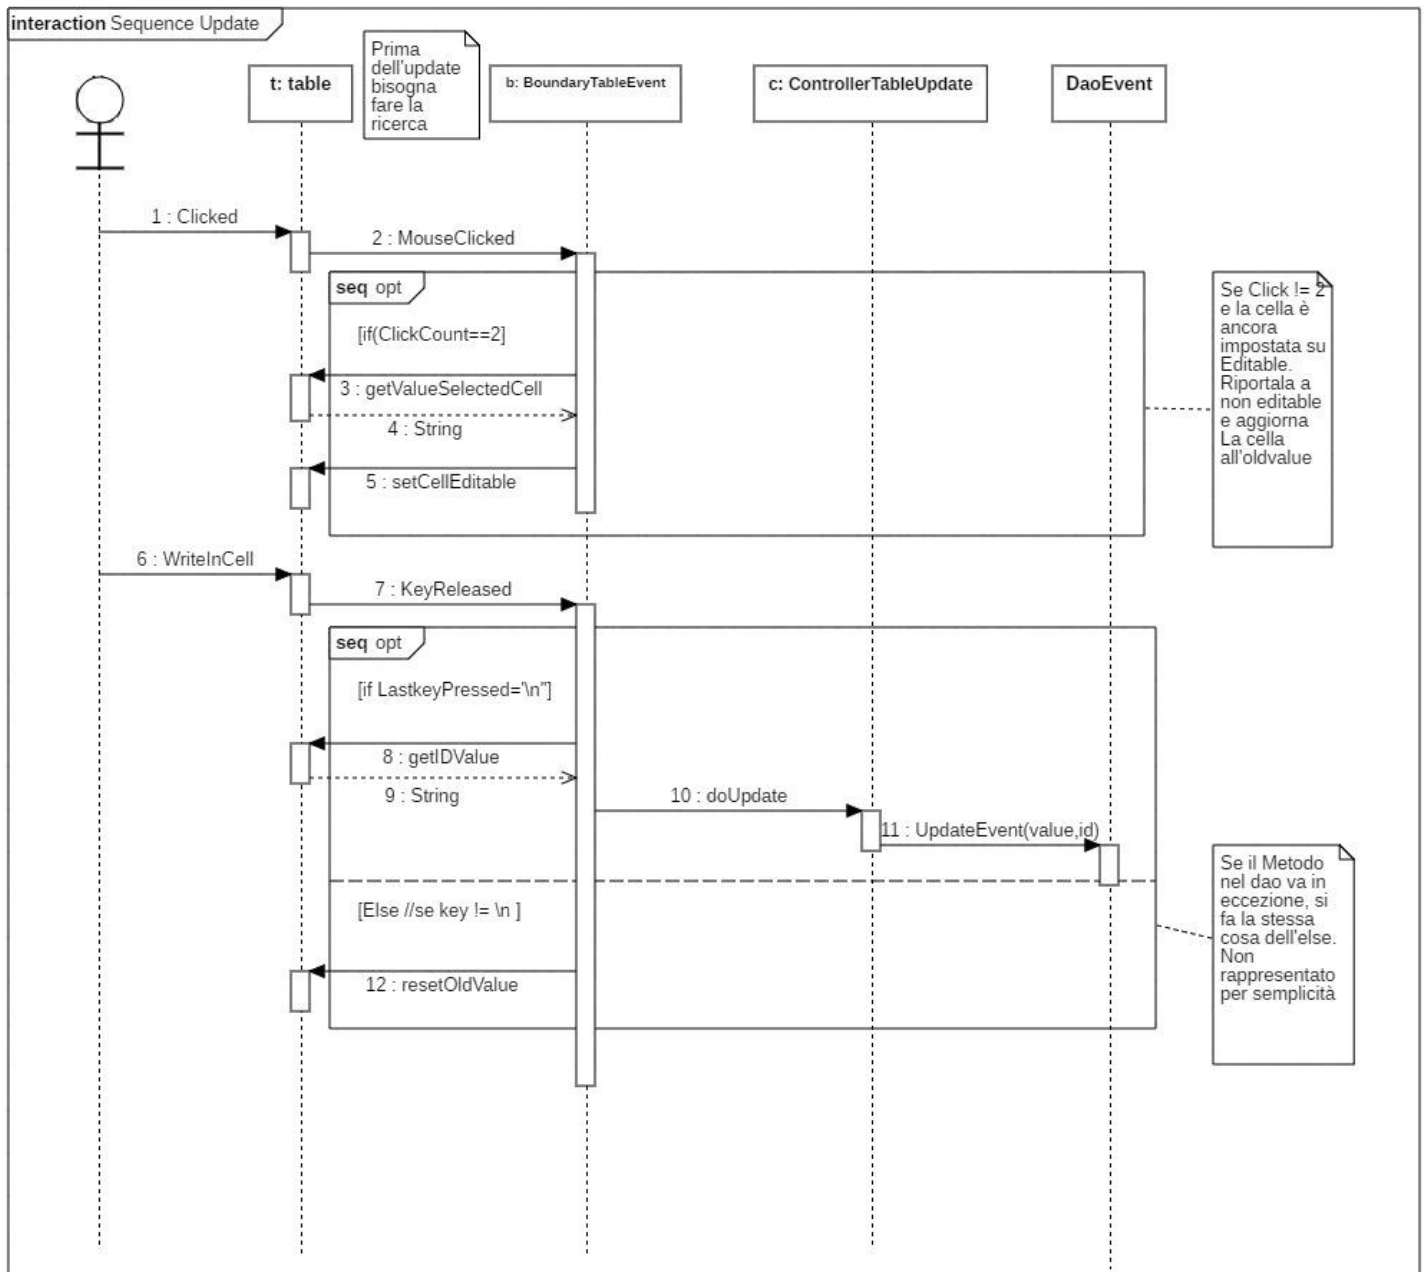 interaction Sequence Update
Prima
dell'update
bisogna
fare la
ricerca
t: table
b: BoundaryTableEvent
c: ControllerTableUpdate
DaoEvent
1 : Clicked
2 : MouseClicked
seq opt
[if(ClickCount==2]
3 : getValueSelectedCell
4 : String
5 : setCellEditable
Se Click != 2
e la cella è
ancora
impostata su
Editable.
Riportala a
non editable
e aggiorna
La cella
all'oldvalue
6 : WriteInCell
7 : KeyReleased
seq opt
[if LastkeyPressed='\n"]
8 : getIDValue
9 : String
10 : doUpdate
11 : UpdateEvent(value,id)
[Else //se key != \n ]
12 : resetOldValue
Se il Metodo
nel dao va in
eccezione, si
fa la stessa
cosa dell'else.
Non
rappresentato
per semplicità